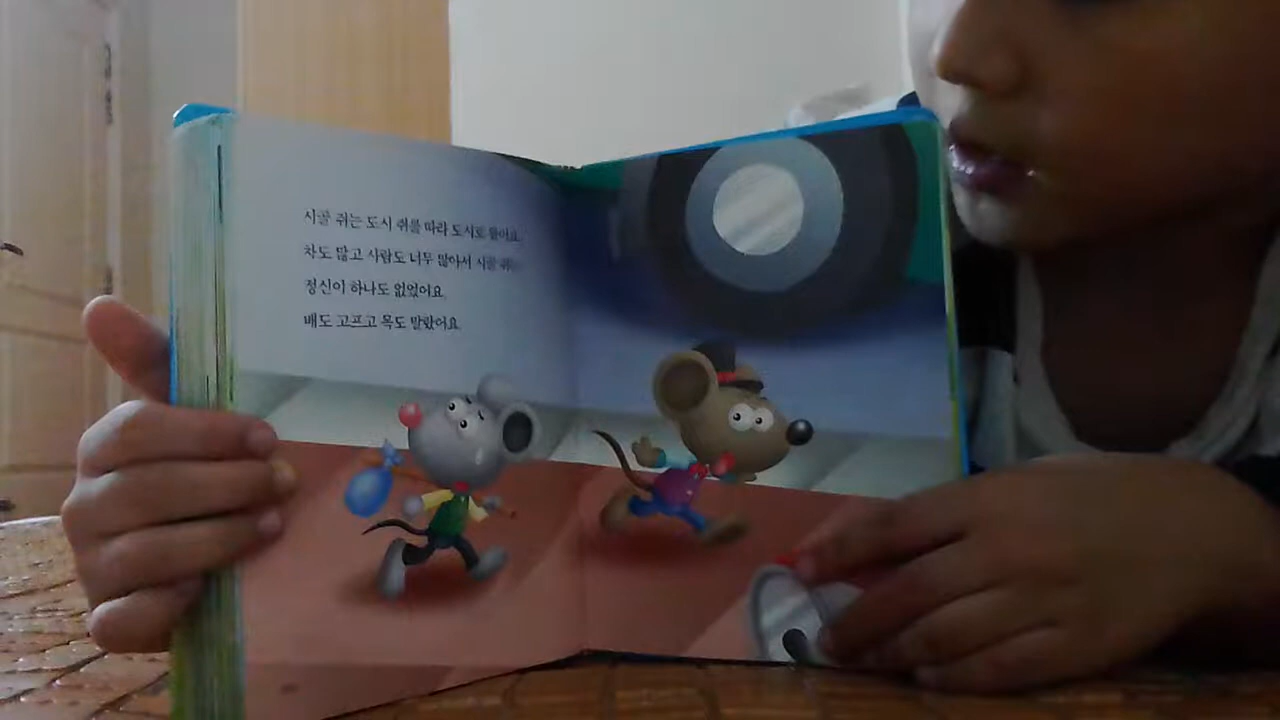 시골 쥐는 도시 쥐를 따라 도시로 왔어요.
차도 많고 사람도 너무 많아서 시골 쥐는
정신이 하나도 없었어요.
배도 고프고 목도 말랐어요.